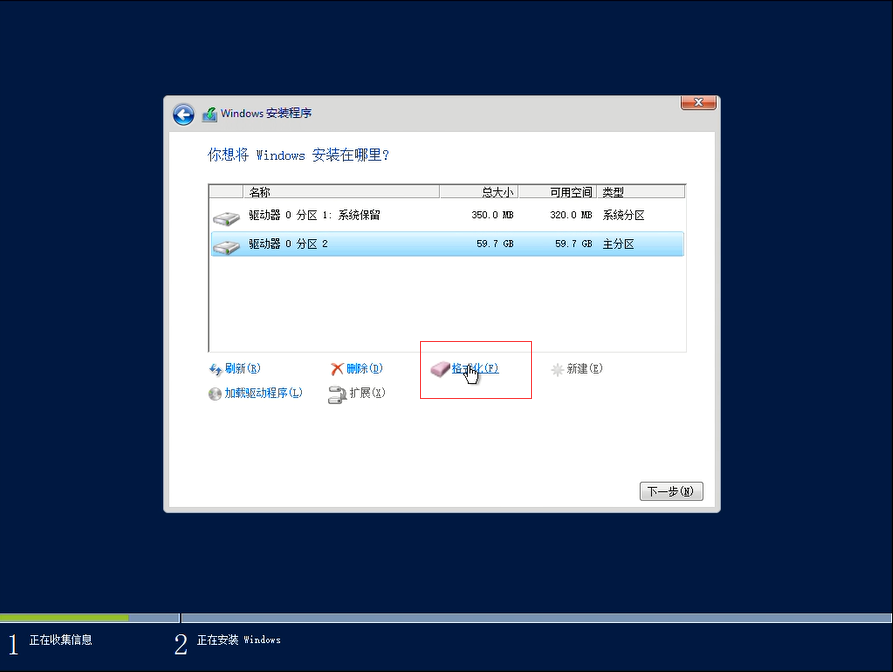 Windows 安装程序
你想将 Windows 安装在哪里?
名称 总大小 可用空间 类型
驱动器 0 分区 1: 系统保留 350.0 MB 320.0 MB 系统分区
驱动器 0 分区 2 59.7 GB 59.7 GB 主分区
刷新(R) 删除(D) 格式化(F) 新建(E)
加载驱动程序(L) 扩展(X)
下一步(N)
1 正在收集信息 2 正在安装 Windows